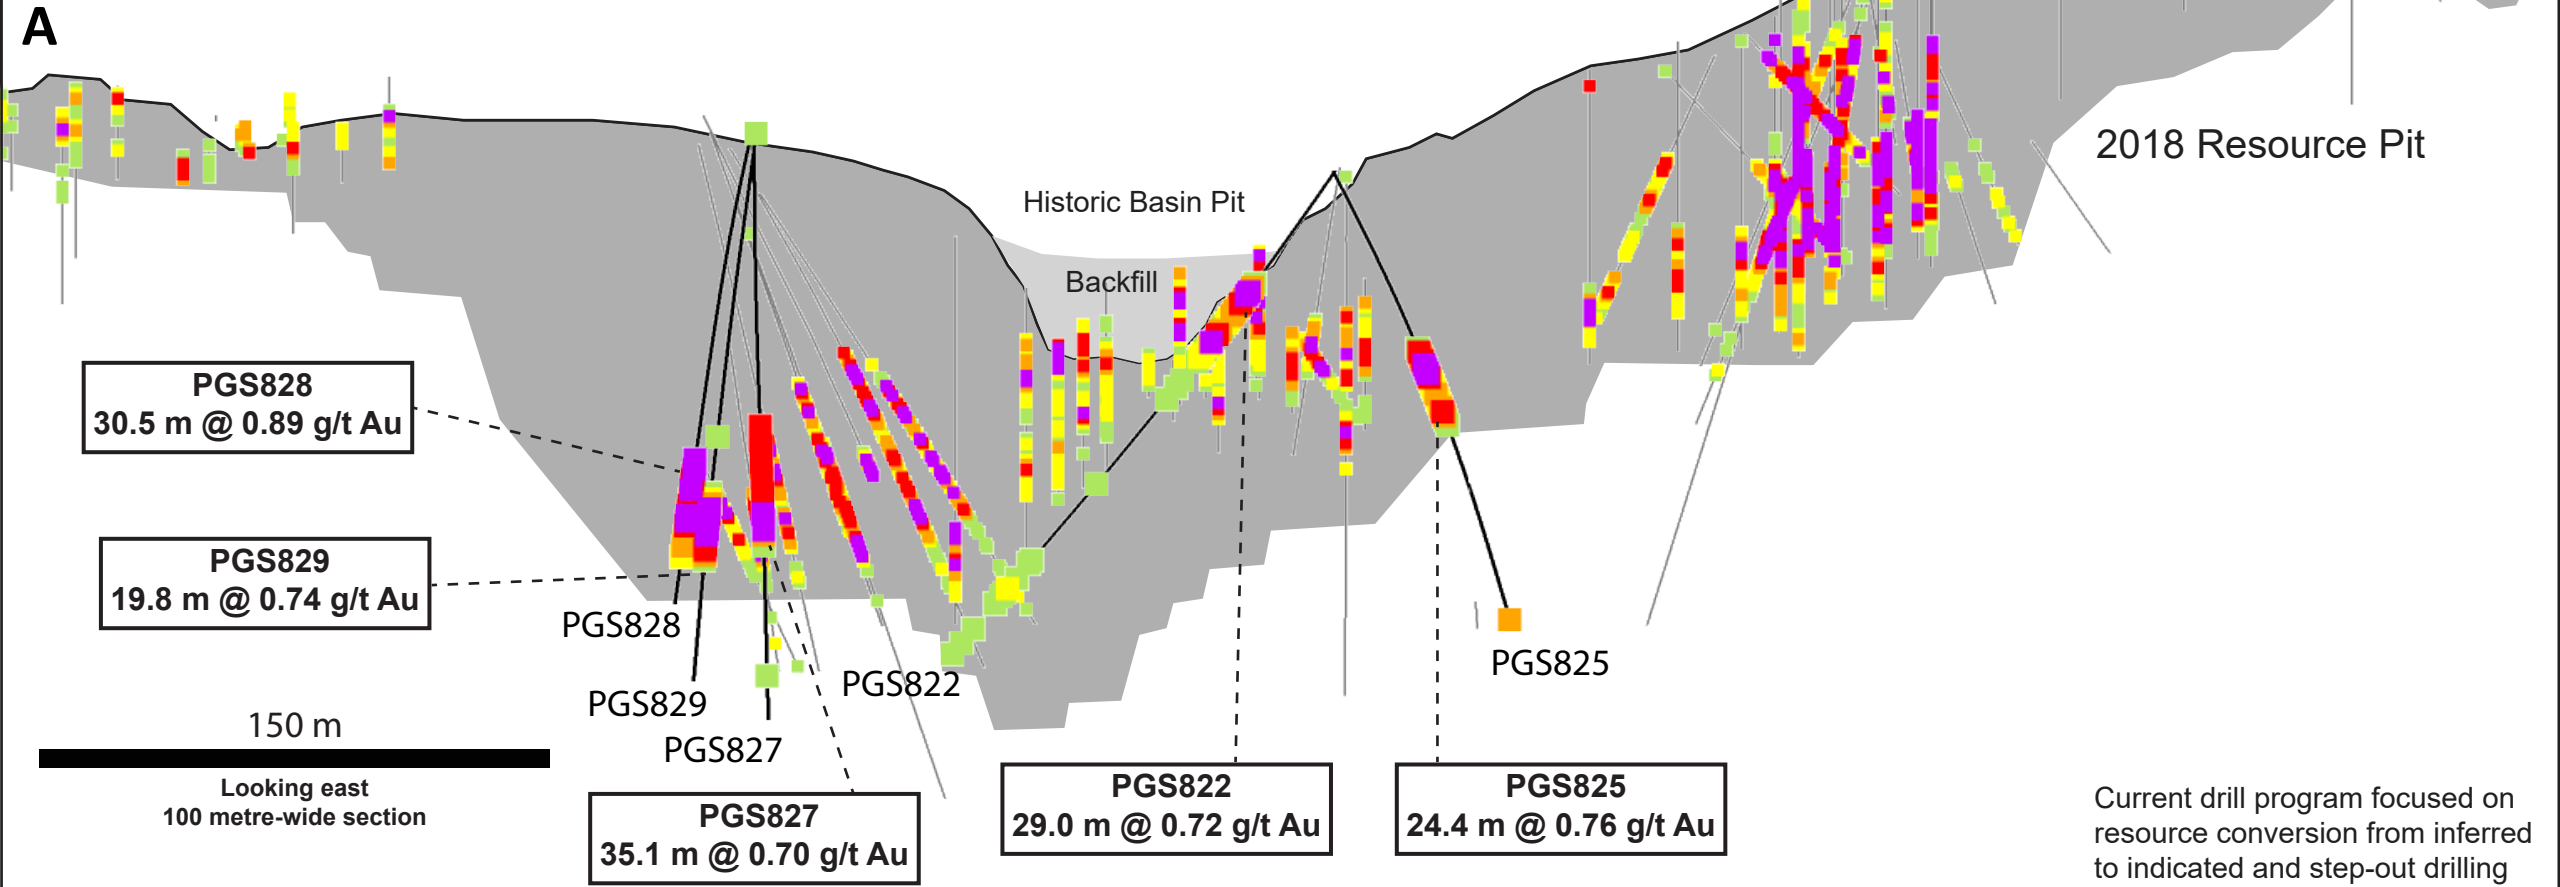 A
2018 Resource Pit
Historic Basin Pit
Backfill
PGS828
30.5 m @ 0.89 g/t Au
PGS829
19.8 m @ 0.74 g/t Au
PGS828
PGS829
PGS827
PGS822
PGS825
150 m
Looking east
100 metre-wide section
PGS827
35.1 m @ 0.70 g/t Au
PGS822
29.0 m @ 0.72 g/t Au
PGS825
24.4 m @ 0.76 g/t Au
Current drill program focused on
resource conversion from inferred
to indicated and step-out drilling